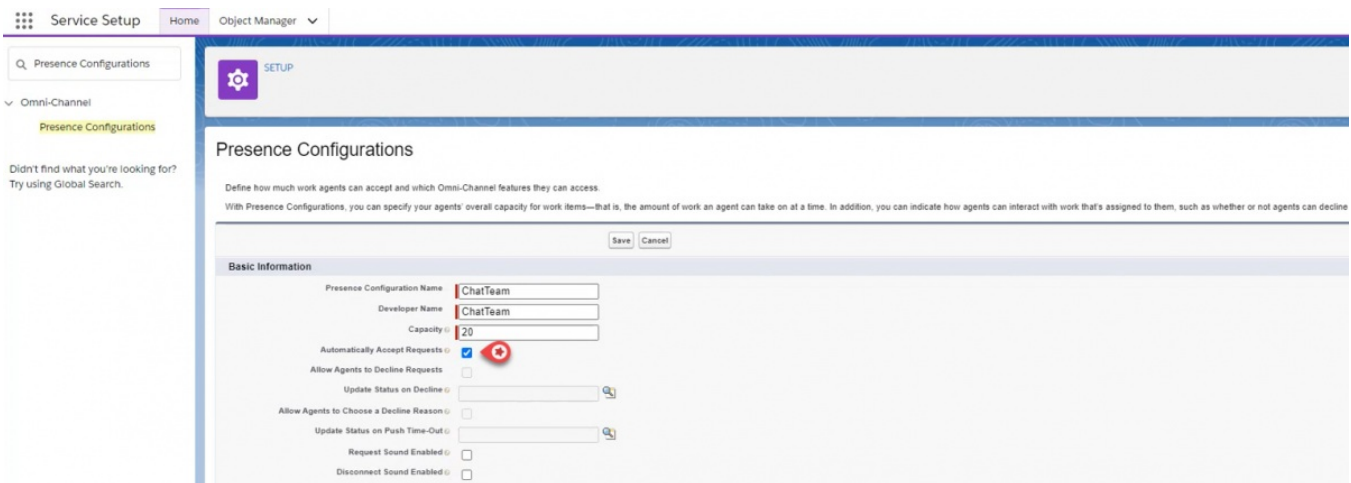 Service Setup Home Object Manager
Presence Configurations
SETUP
Omni-Channel
Presence Configurations
Didn't find what you're looking for?
Try using Global Search.
Presence Configurations
Define how much work agents can accept and which Omni-Channel features they can access.
With Presence Configurations, you can specify your agents' overall capacity for work items—that is, the amount of work an agent can take on at a time. In addition, you can indicate how agents can interact with work that's assigned to them, such as whether or not agents can decline
Save Cancel
Basic Information
Presence Configuration Name ChatTeam
Developer Name ChatTeam
Capacity 20
Automatically Accept Requests
Allow Agents to Decline Requests
Update Status on Decline
Allow Agents to Choose a Decline Reason
Update Status on Push Time-Out
Request Sound Enabled
Disconnect Sound Enabled